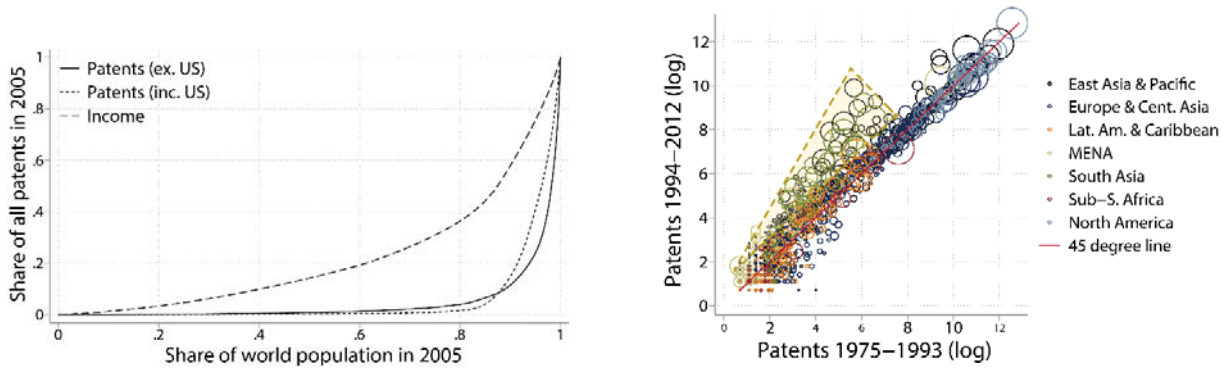 Share of all patents in 2005
1
.8
.6
.4
.2
0
Patents (ex. US)
Patents (inc. US)
Income
0 .2 .4 .6 .8 1
Share of world population in 2005
Patents 1994–2012 (log)
12
10
8
6
4
2
0
0 2 4 6 8 10 12
Patents 1975–1993 (log)
East Asia & Pacific
Europe & Cent. Asia
Lat. Am. & Caribbean
MENA
South Asia
Sub–S. Africa
North America
45 degree line